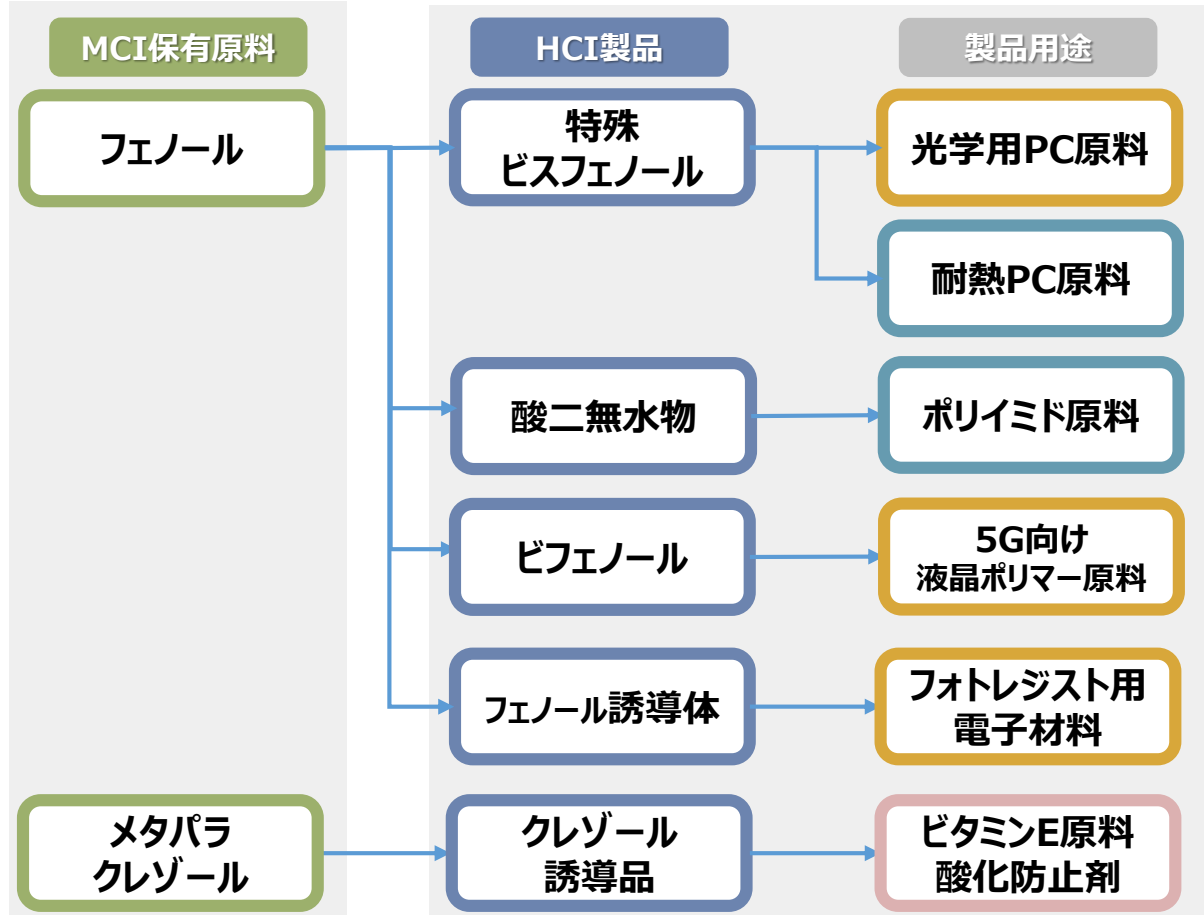 MCI保有原料
HCI製品
製品用途
フェノール
特殊
ビスフェノール
光学用PC原料
耐熱PC原料
酸二無水物
ポリイミド原料
ビフェノール
5G向け
液晶ポリマー原料
フェノール誘導体
フォトレジスト用
電子材料
メタパラ
クレゾール
クレゾール
誘導品
ビタミンE原料
酸化防止剤